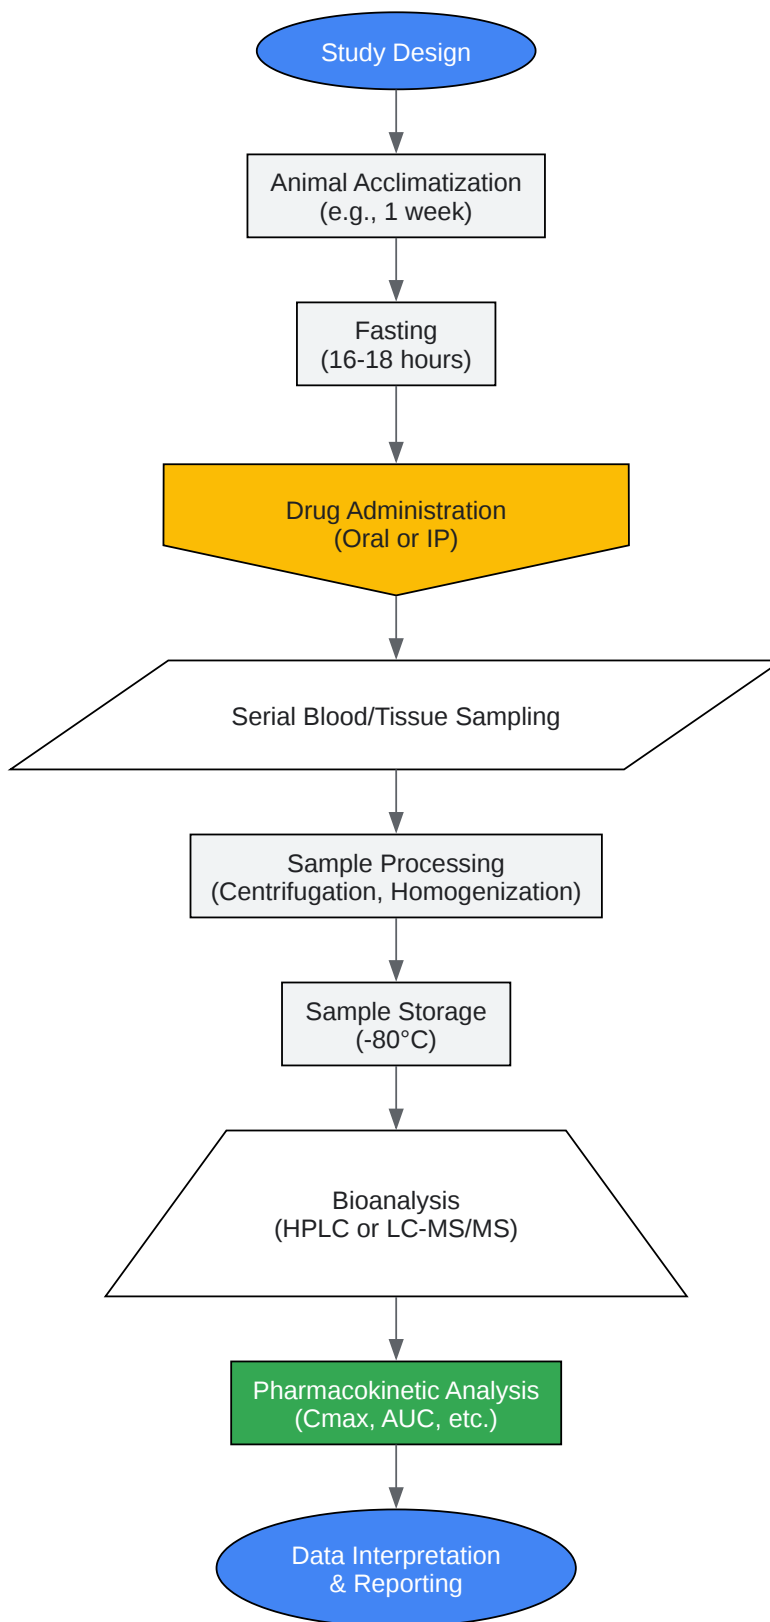 Study Design
Animal Acclimatization
(e.g., 1 week)
Fasting
(16-18 hours)
Drug Administration
(Oral or IP)
Serial Blood/Tissue Sampling
Sample Processing
(Centrifugation, Homogenization)
Sample Storage
(-80°C)
Bioanalysis
(HPLC or LC-MS/MS)
Pharmacokinetic Analysis
(Cmax, AUC, etc.)
Data Interpretation
& Reporting